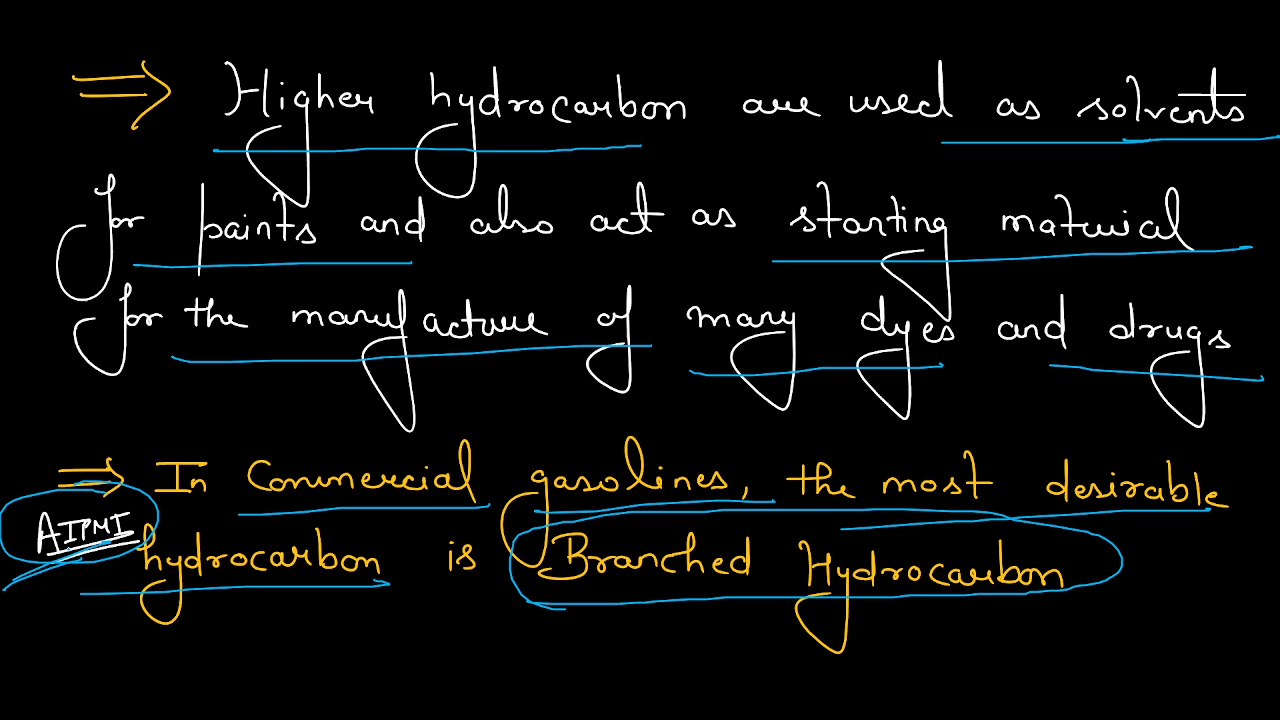 ⇒ Higher hydrocarbon are used as solvents
for paints and also act as starting material
for the manufacture of many dyes and drugs
⇒ In Commercial gasolines, the most desirable
AIPMT hydrocarbon is Branched Hydrocarbon